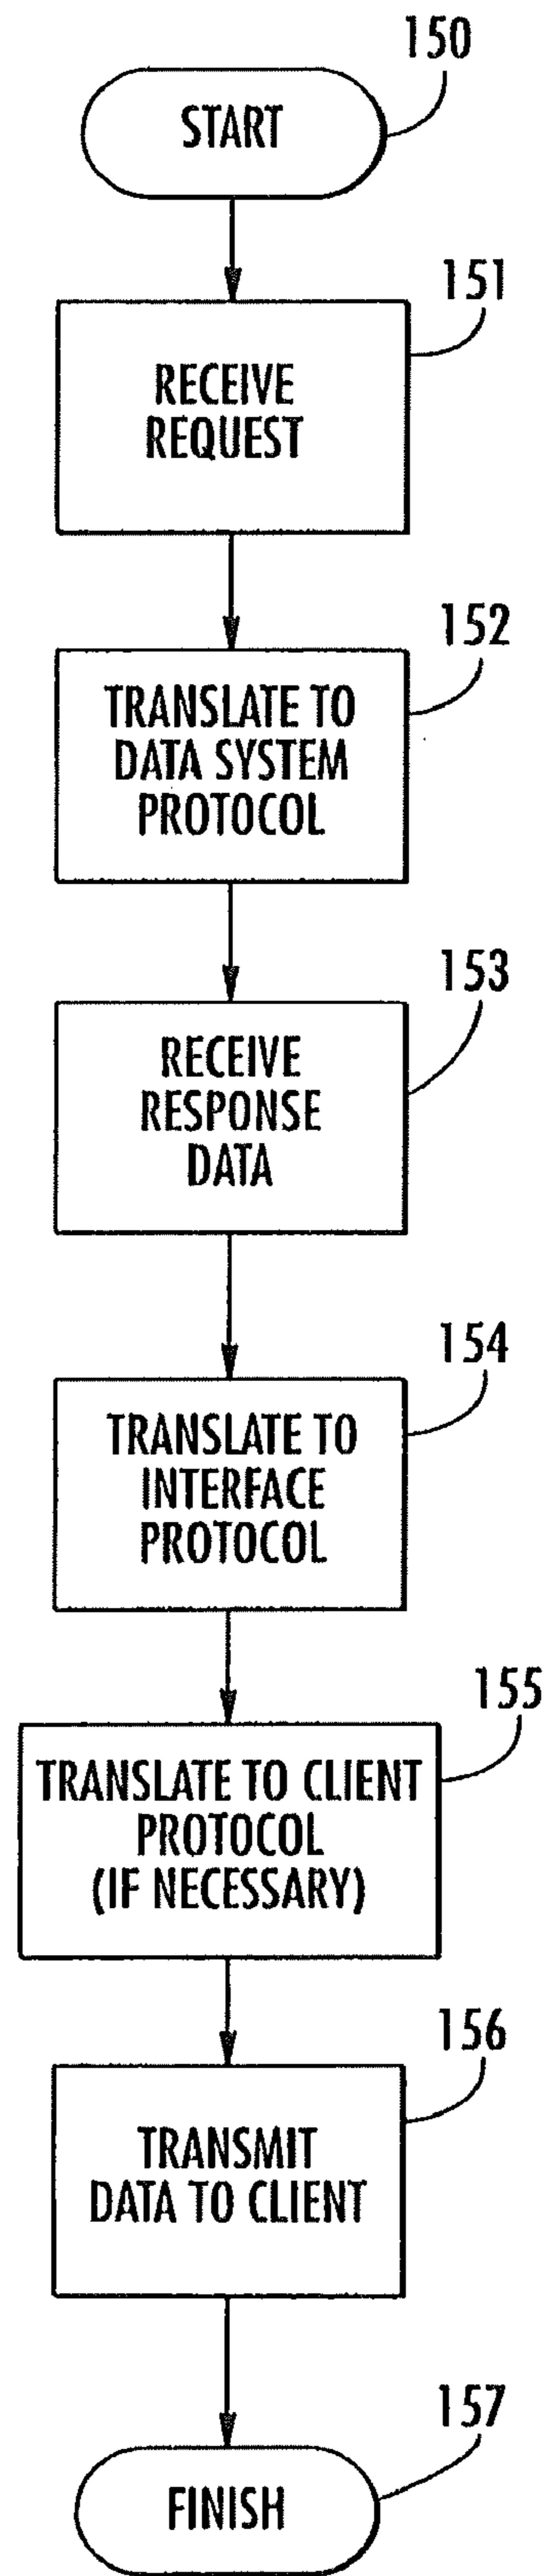 150
START
151
RECEIVE
REQUEST
152
TRANSLATE TO
DATA SYSTEM
PROTOCOL
153
RECEIVE
RESPONSE
DATA
154
TRANSLATE TO
INTERFACE
PROTOCOL
155
TRANSLATE TO CLIENT
PROTOCOL
(IF NECESSARY)
156
TRANSMIT
DATA TO CLIENT
157
FINISH